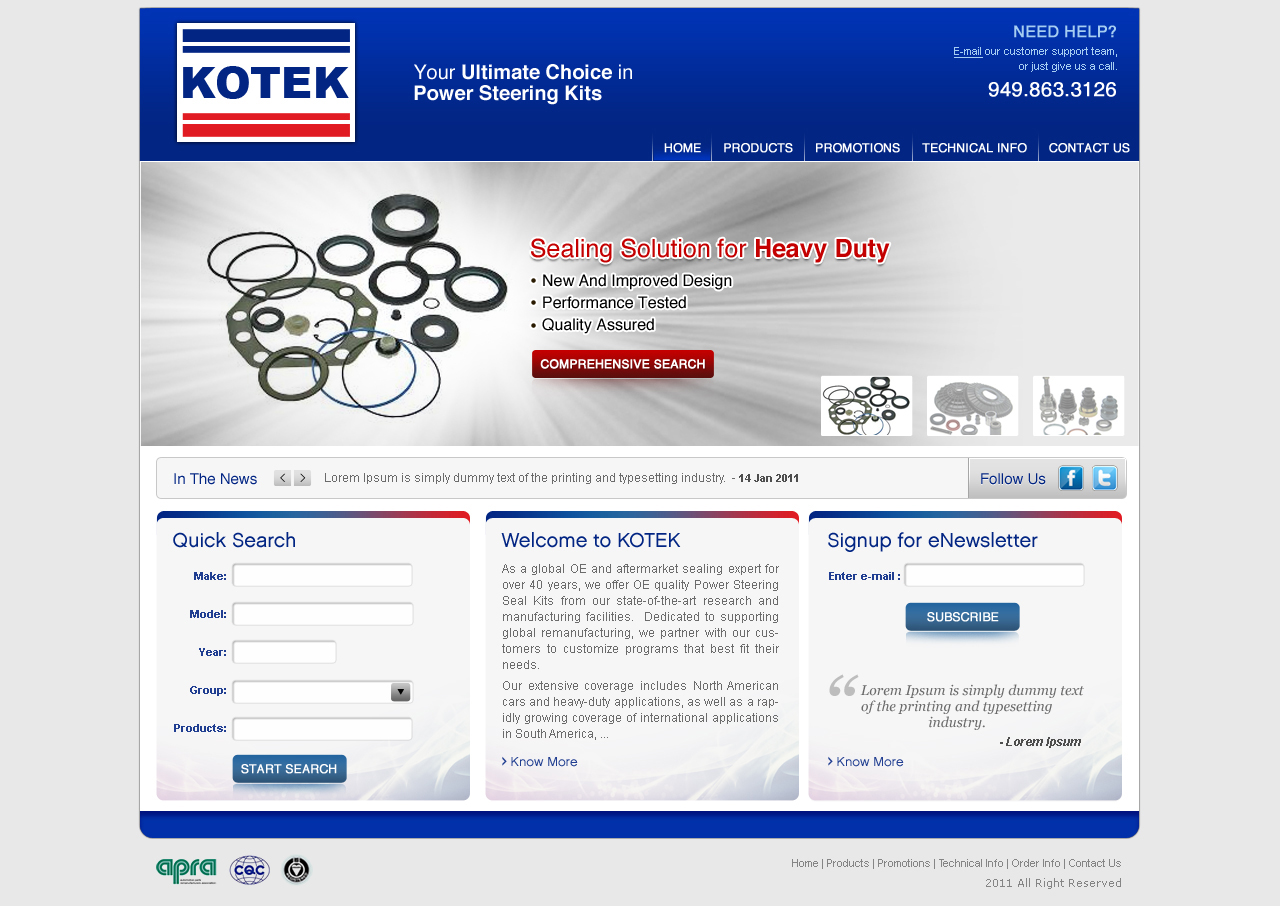 KOTEK
Your Ultimate Choice in
Power Steering Kits
NEED HELP?
E-mail our customer support team,
or just give us a call.
949.863.3126
HOME PRODUCTS PROMOTIONS TECHNICAL INFO CONTACT US
Sealing Solution for Heavy Duty
• New And Improved Design
• Performance Tested
• Quality Assured
COMPREHENSIVE SEARCH
In The News < > Lorem Ipsum is simply dummy text of the printing and typesetting industry. - 14 Jan 2011
Follow Us f t
Quick Search
Make:
Model:
Year:
Group:
Products:
START SEARCH
Welcome to KOTEK
As a global OE and aftermarket sealing expert for
over 40 years, we offer OE quality Power Steering
Seal Kits from our state-of-the-art research and
manufacturing facilities. Dedicated to supporting
global remanufacturing, we partner with our cus-
tomers to customize programs that best fit their
needs.
Our extensive coverage includes North American
cars and heavy-duty applications, as well as a rap-
idly growing coverage of international applications
in South America, ...
> Know More
Signup for eNewsletter
Enter e-mail :
SUBSCRIBE
“ Lorem Ipsum is simply dummy text
of the printing and typesetting
industry.
- Lorem Ipsum
> Know More
apra CQC
Home | Products | Promotions | Technical Info | Order Info | Contact Us
2011 All Right Reserved